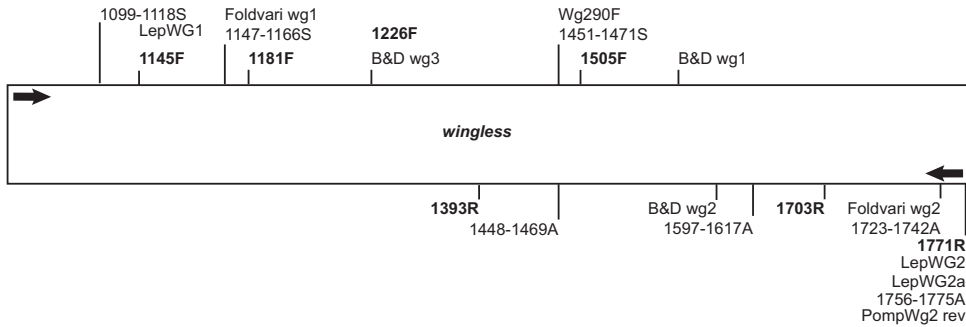 1099-1118S
LepWG1
1145F
Foldvari wg1
1147-1166S
1181F
1226F
B&D wg3
Wg290F
1451-1471S
1505F
B&D wg1
wingless
1393R
1448-1469A
B&D wg2
1597-1617A
1703R
Foldvari wg2
1723-1742A
1771R
LepWG2
LepWG2a
1756-1775A
PompWg2 rev